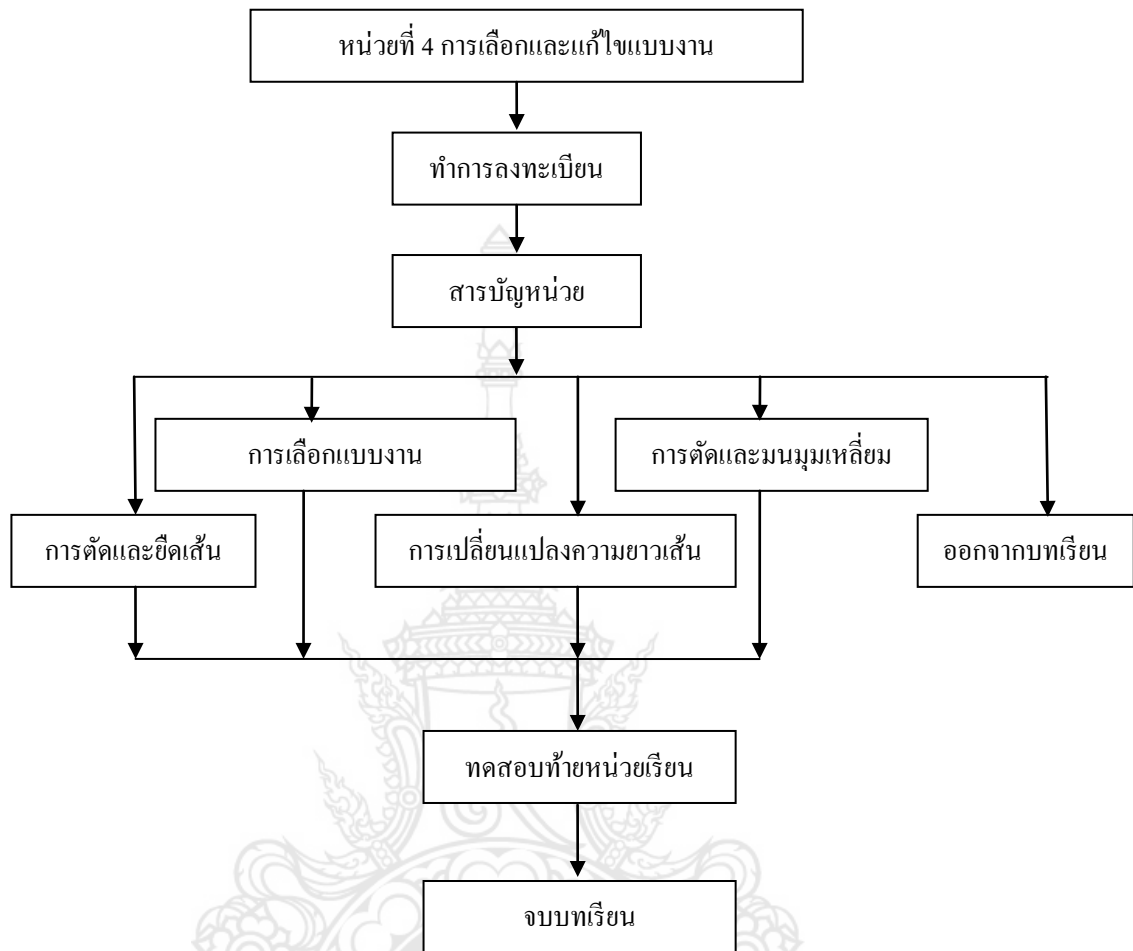 หน่วยที่ 4 การเลือกและแก้ไขแบบงาน
ทำการลงทะเบียน
สารบัญหน่วย
การเลือกแบบงาน
การตัดและมนมุมเหลี่ยม
การตัดและยืดเส้น
การเปลี่ยนแปลงความยาวเส้น
ออกจากบทเรียน
ทดสอบท้ายหน่วยเรียน
จบบทเรียน